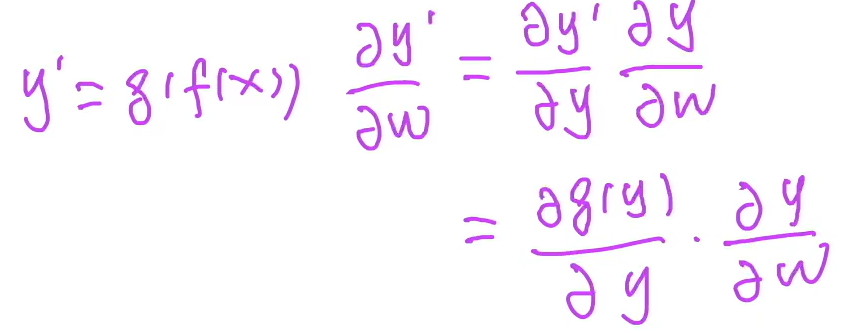 y' = g(f(x)) ∂y'/∂w = ∂y'/∂y ∂y/∂w
= ∂g(y)/∂y · ∂y/∂w